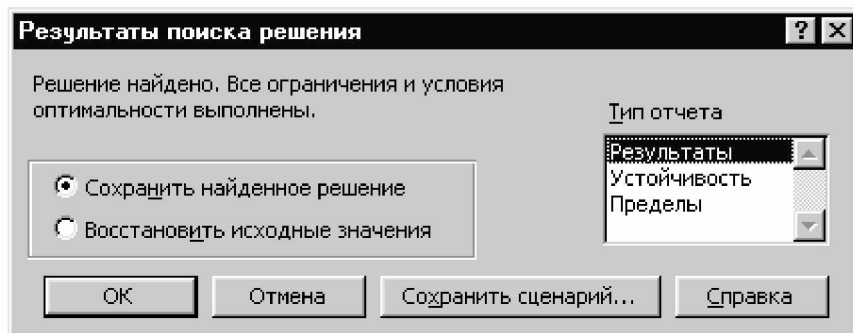 Результаты поиска решения
Решение найдено. Все ограничения и условия
оптимальности выполнены.
Тип отчета
Результаты
Устойчивость
Пределы
Сохранить найденное решение
Восстановить исходные значения
ОК
Отмена
Сохранить сценарий...
Справка